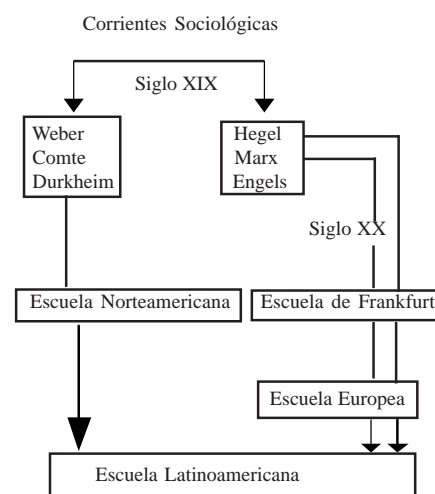 Corrientes Sociológicas
Siglo XIX
Weber
Comte
Durkheim
Hegel
Marx
Engels
Siglo XX
Escuela Norteamericana
Escuela de Frankfurt
Escuela Europea
Escuela Latinoamericana